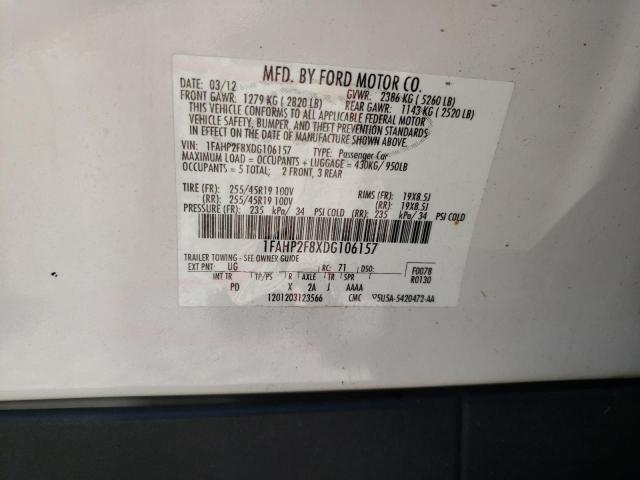 MFD. BY FORD MOTOR CO.
DATE: 03/12 GVWR: 2386 KG ( 5260 LB)
FRONT GAWR: 1279 KG ( 2820 LB) REAR GAWR: 1143 KG ( 2520 LB)
THIS VEHICLE CONFORMS TO ALL APPLICABLE FEDERAL MOTOR
VEHICLE SAFETY, BUMPER, AND THEFT PREVENTION STANDARDS
IN EFFECT ON THE DATE OF MANUFACTURE SHOWN ABOVE.
VIN: 1FAHP2F8XDG106157 TYPE: Passenger Car
MAXIMUM LOAD = OCCUPANTS + LUGGAGE = 430KG/ 950LB
OCCUPANTS = 5 TOTAL; 2 FRONT, 3 REAR
TIRE (FR): 255/45R19 100V RIMS (FR): 19X8.5J
(RR): 255/45R19 100V (RR): 19X8.5J
PRESSURE (FR): 235 kPa/ 34 PSI COLD (RR): 235 kPa/ 34 PSI COLD
1FAHP2F8XDG106157
TRAILER TOWING - SEE OWNER GUIDE
EXT PNT: UG RC: 71 DSO: F0078
INT TR TP/PS R AXLE TR SPR R0130
PD X 2A J AAAA
1201203123566 CMC 5U5A-5420472-AA